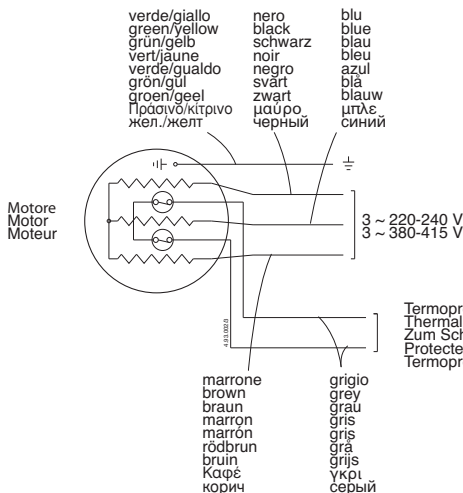 verde/giallo
green/yellow
grün/gelb
vert/jaune
verde/gualdo
grön/gul
groen/geel
Πράσινο/κίτρινο
жел./желт
nero
black
schwarz
noir
negro
svart
zwart
μαύρο
черный
blu
blue
blau
bleu
azul
blå
blauw
μπλε
синий
Motore
Motor
Moteur
3 ~ 220-240 V
3 ~ 380-415 V
Termopr
Thermal
Zum Sch
Protecte
Termopr
marrone
brown
braun
marron
marrón
rödbrun
bruin
Καφέ
корич
grigio
grey
grau
gris
gris
grå
grijs
γκρι
серый